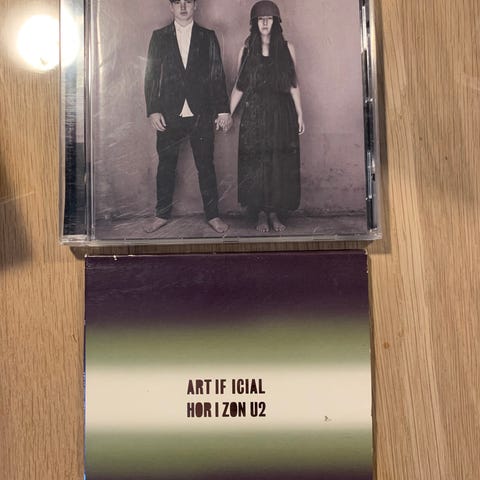 ART IF ICIAL
HOR I ZON U2